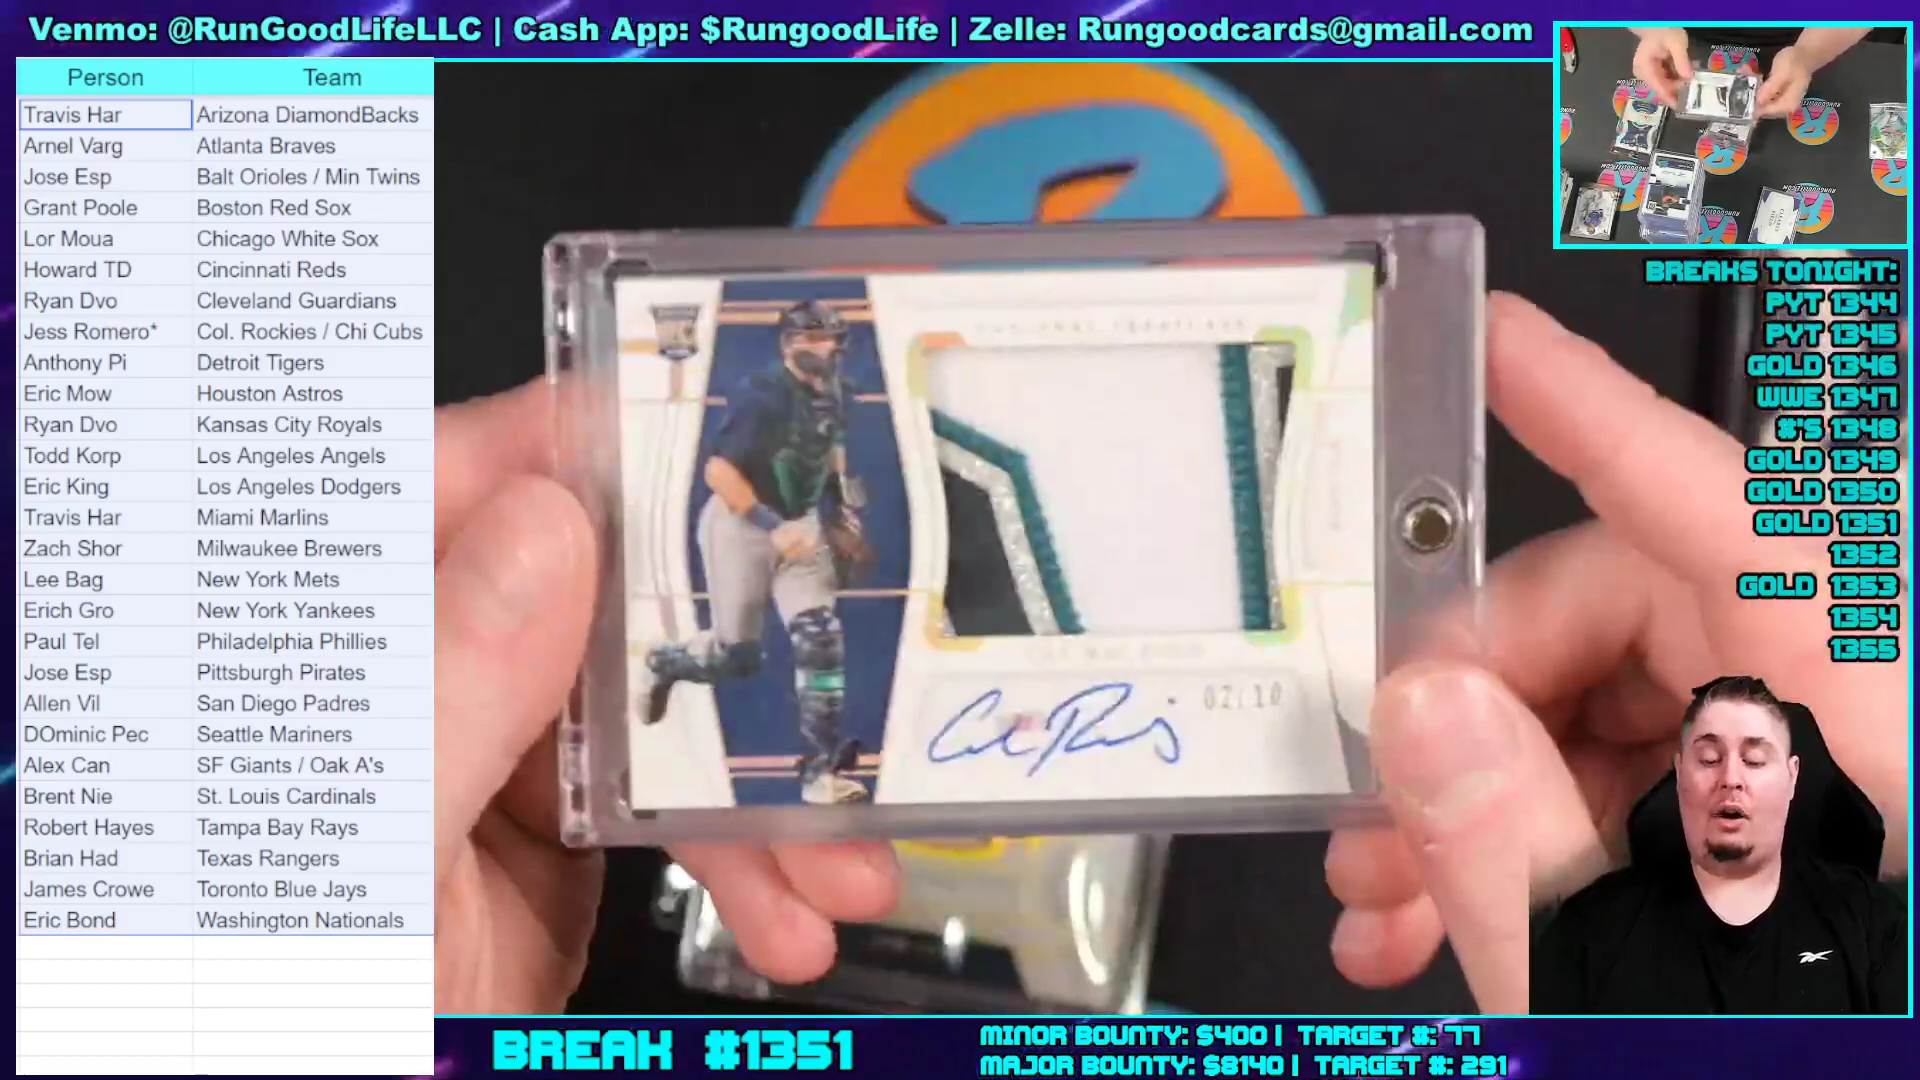 Venmo: @RunGoodLifeLLC | Cash App: $RungoodLife | Zelle: Rungoodcards@gmail.com
Person Team
Travis Har Arizona DiamondBacks
Arnel Varg Atlanta Braves
Jose Esp Balt Orioles / Min Twins
Grant Poole Boston Red Sox
Lor Moua Chicago White Sox
Howard TD Cincinnati Reds
Ryan Dvo Cleveland Guardians
Jess Romero* Col. Rockies / Chi Cubs
Anthony Pi Detroit Tigers
Eric Mow Houston Astros
Ryan Dvo Kansas City Royals
Todd Korp Los Angeles Angels
Eric King Los Angeles Dodgers
Travis Har Miami Marlins
Zach Shor Milwaukee Brewers
Lee Bag New York Mets
Erich Gro New York Yankees
Paul Tel Philadelphia Phillies
Jose Esp Pittsburgh Pirates
Allen Vil San Diego Padres
DOminic Pec Seattle Mariners
Alex Can SF Giants / Oak A's
Brent Nie St. Louis Cardinals
Robert Hayes Tampa Bay Rays
Brian Had Texas Rangers
James Crowe Toronto Blue Jays
Eric Bond Washington Nationals
02/10
BREAKS TONIGHT:
PYT 1344
PYT 1345
GOLD 1346
WWE 1347
#'S 1348
GOLD 1349
GOLD 1350
GOLD 1351
1352
GOLD 1353
1354
1355
BREAK #1351
MINOR BOUNTY: $400 | TARGET #: 77
MAJOR BOUNTY: $8140 | TARGET #: 291